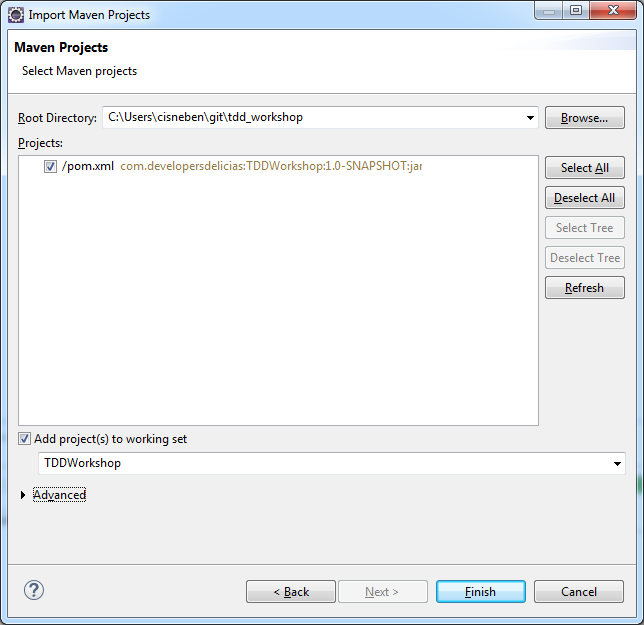 Import Maven Projects
Maven Projects
Select Maven projects
Root Directory: C:\Users\cisneben\git\tdd_workshop Browse...
Projects:
/pom.xml com.developersdelicias:TDDWorkshop:1.0-SNAPSHOT:jar
Select All
Deselect All
Select Tree
Deselect Tree
Refresh
Add project(s) to working set
TDDWorkshop
Advanced
? < Back Next > Finish Cancel